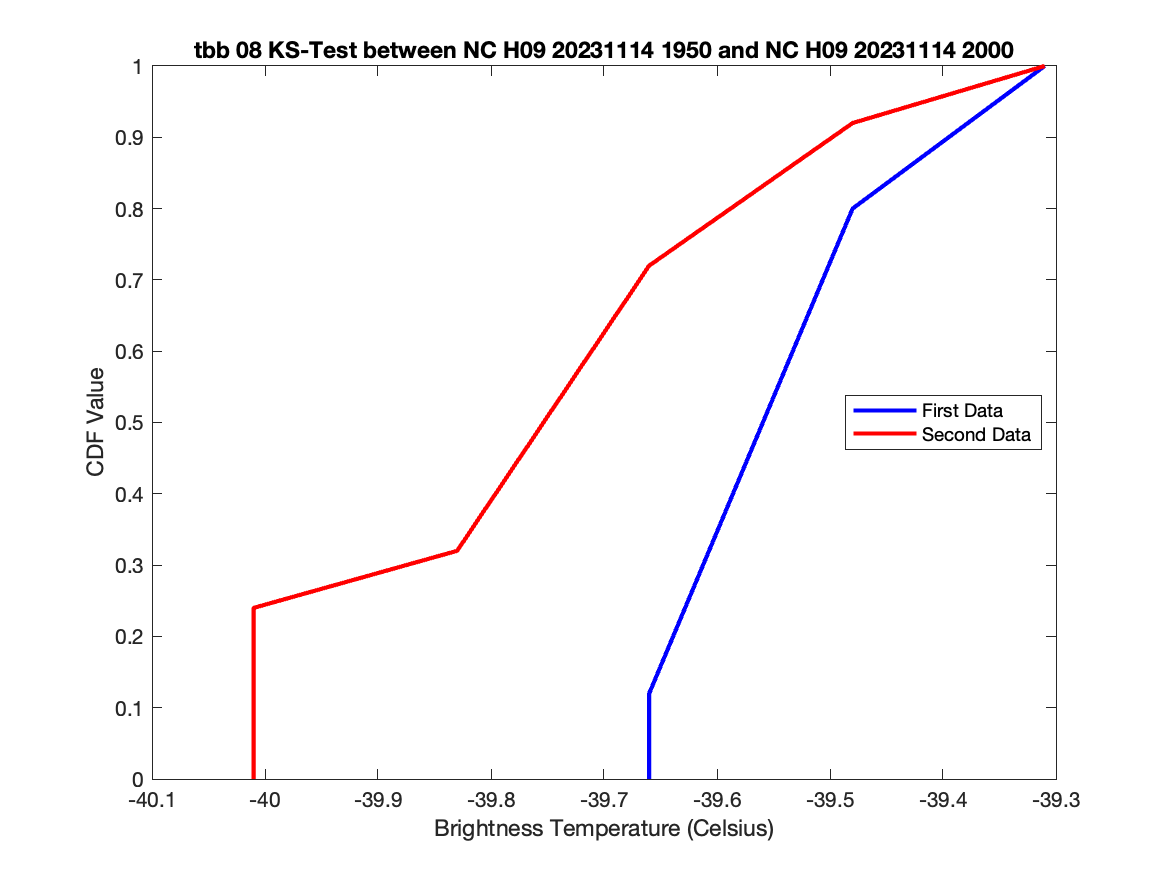 tbb 08 KS-Test between NC H09 20231114 1950 and NC H09 20231114 2000
1
0.9
0.8
0.7
0.6
0.5
0.4
0.3
0.2
0.1
0
CDF Value
First Data
Second Data
-40.1 -40 -39.9 -39.8 -39.7 -39.6 -39.5 -39.4 -39.3
Brightness Temperature (Celsius)